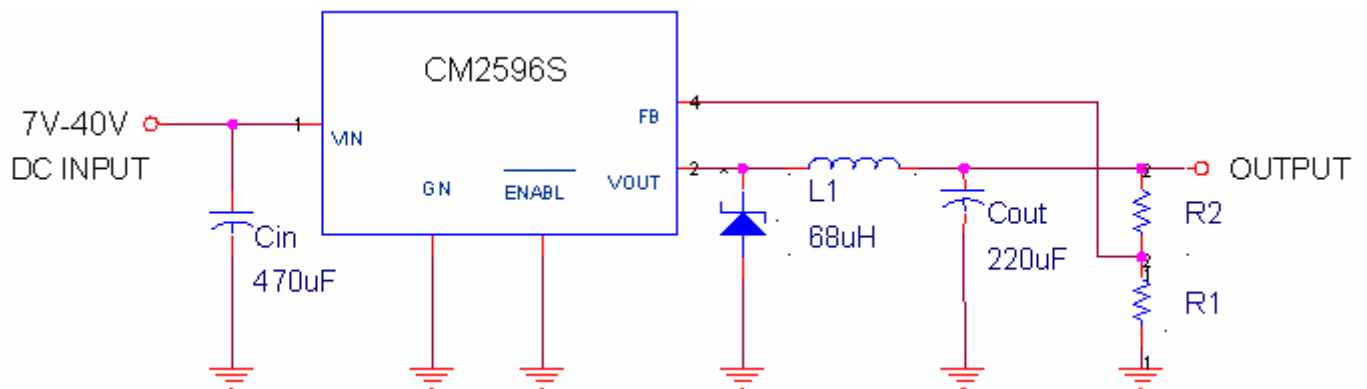 CM2596S
7V-40V
DC INPUT
1
VIN
GN
ENABL
FB
VOUT
4
2
Cin
470uF
L1
68uH
Cout
220uF
2
OUTPUT
R2
2
1
R1
1